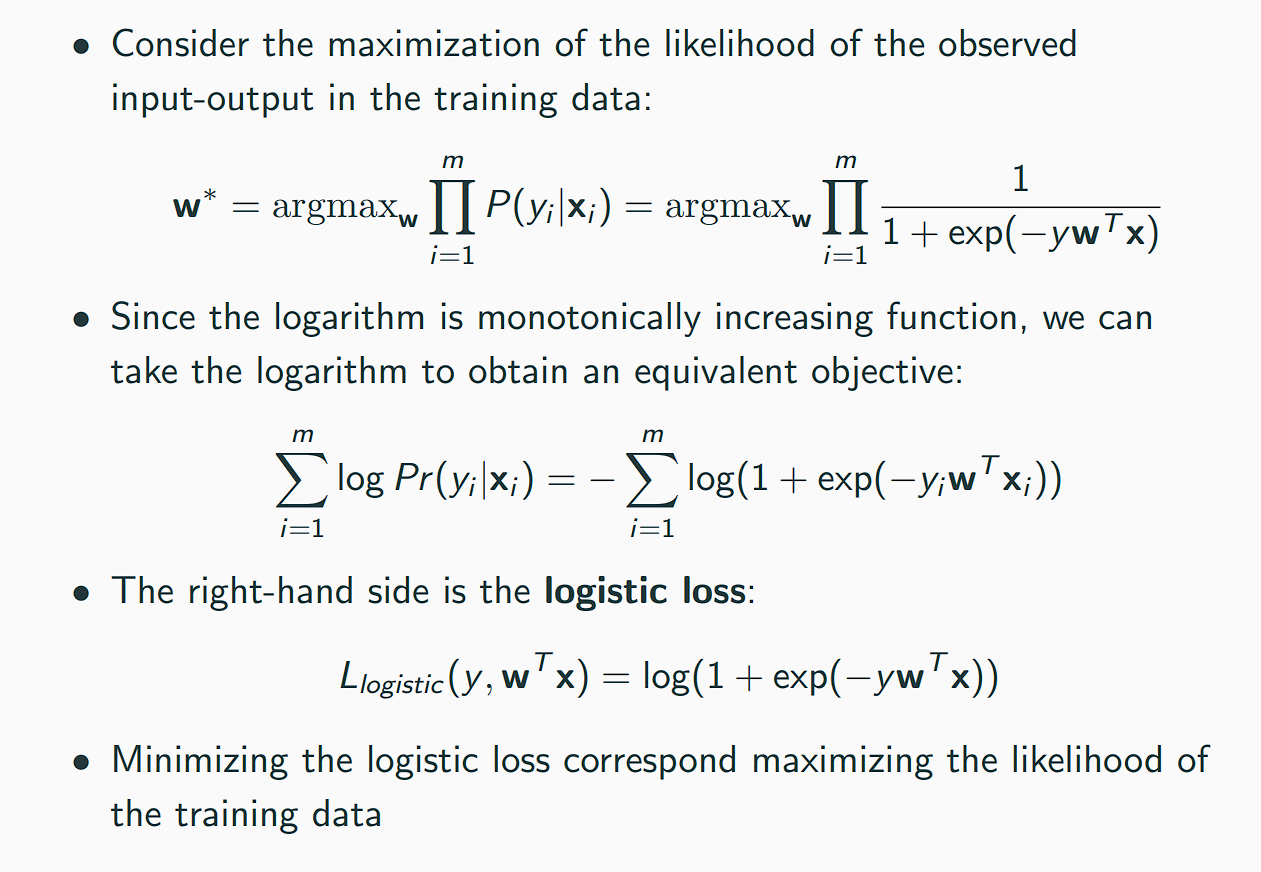 • Consider the maximization of the likelihood of the observed
input-output in the training data:
$\mathbf{w}^* = \mathrm{argmax}_{\mathbf{w}} \prod_{i=1}^{m} P(y_i|\mathbf{x}_i) = \mathrm{argmax}_{\mathbf{w}} \prod_{i=1}^{m} \frac{1}{1 + \exp(-y\mathbf{w}^T\mathbf{x})}$
• Since the logarithm is monotonically increasing function, we can
take the logarithm to obtain an equivalent objective:
$\sum_{i=1}^{m} \log Pr(y_i|\mathbf{x}_i) = -\sum_{i=1}^{m} \log(1 + \exp(-y_i\mathbf{w}^T\mathbf{x}_i))$
• The right-hand side is the logistic loss:
$L_{logistic}(y, \mathbf{w}^T\mathbf{x}) = \log(1 + \exp(-y\mathbf{w}^T\mathbf{x}))$
• Minimizing the logistic loss correspond maximizing the likelihood of
the training data